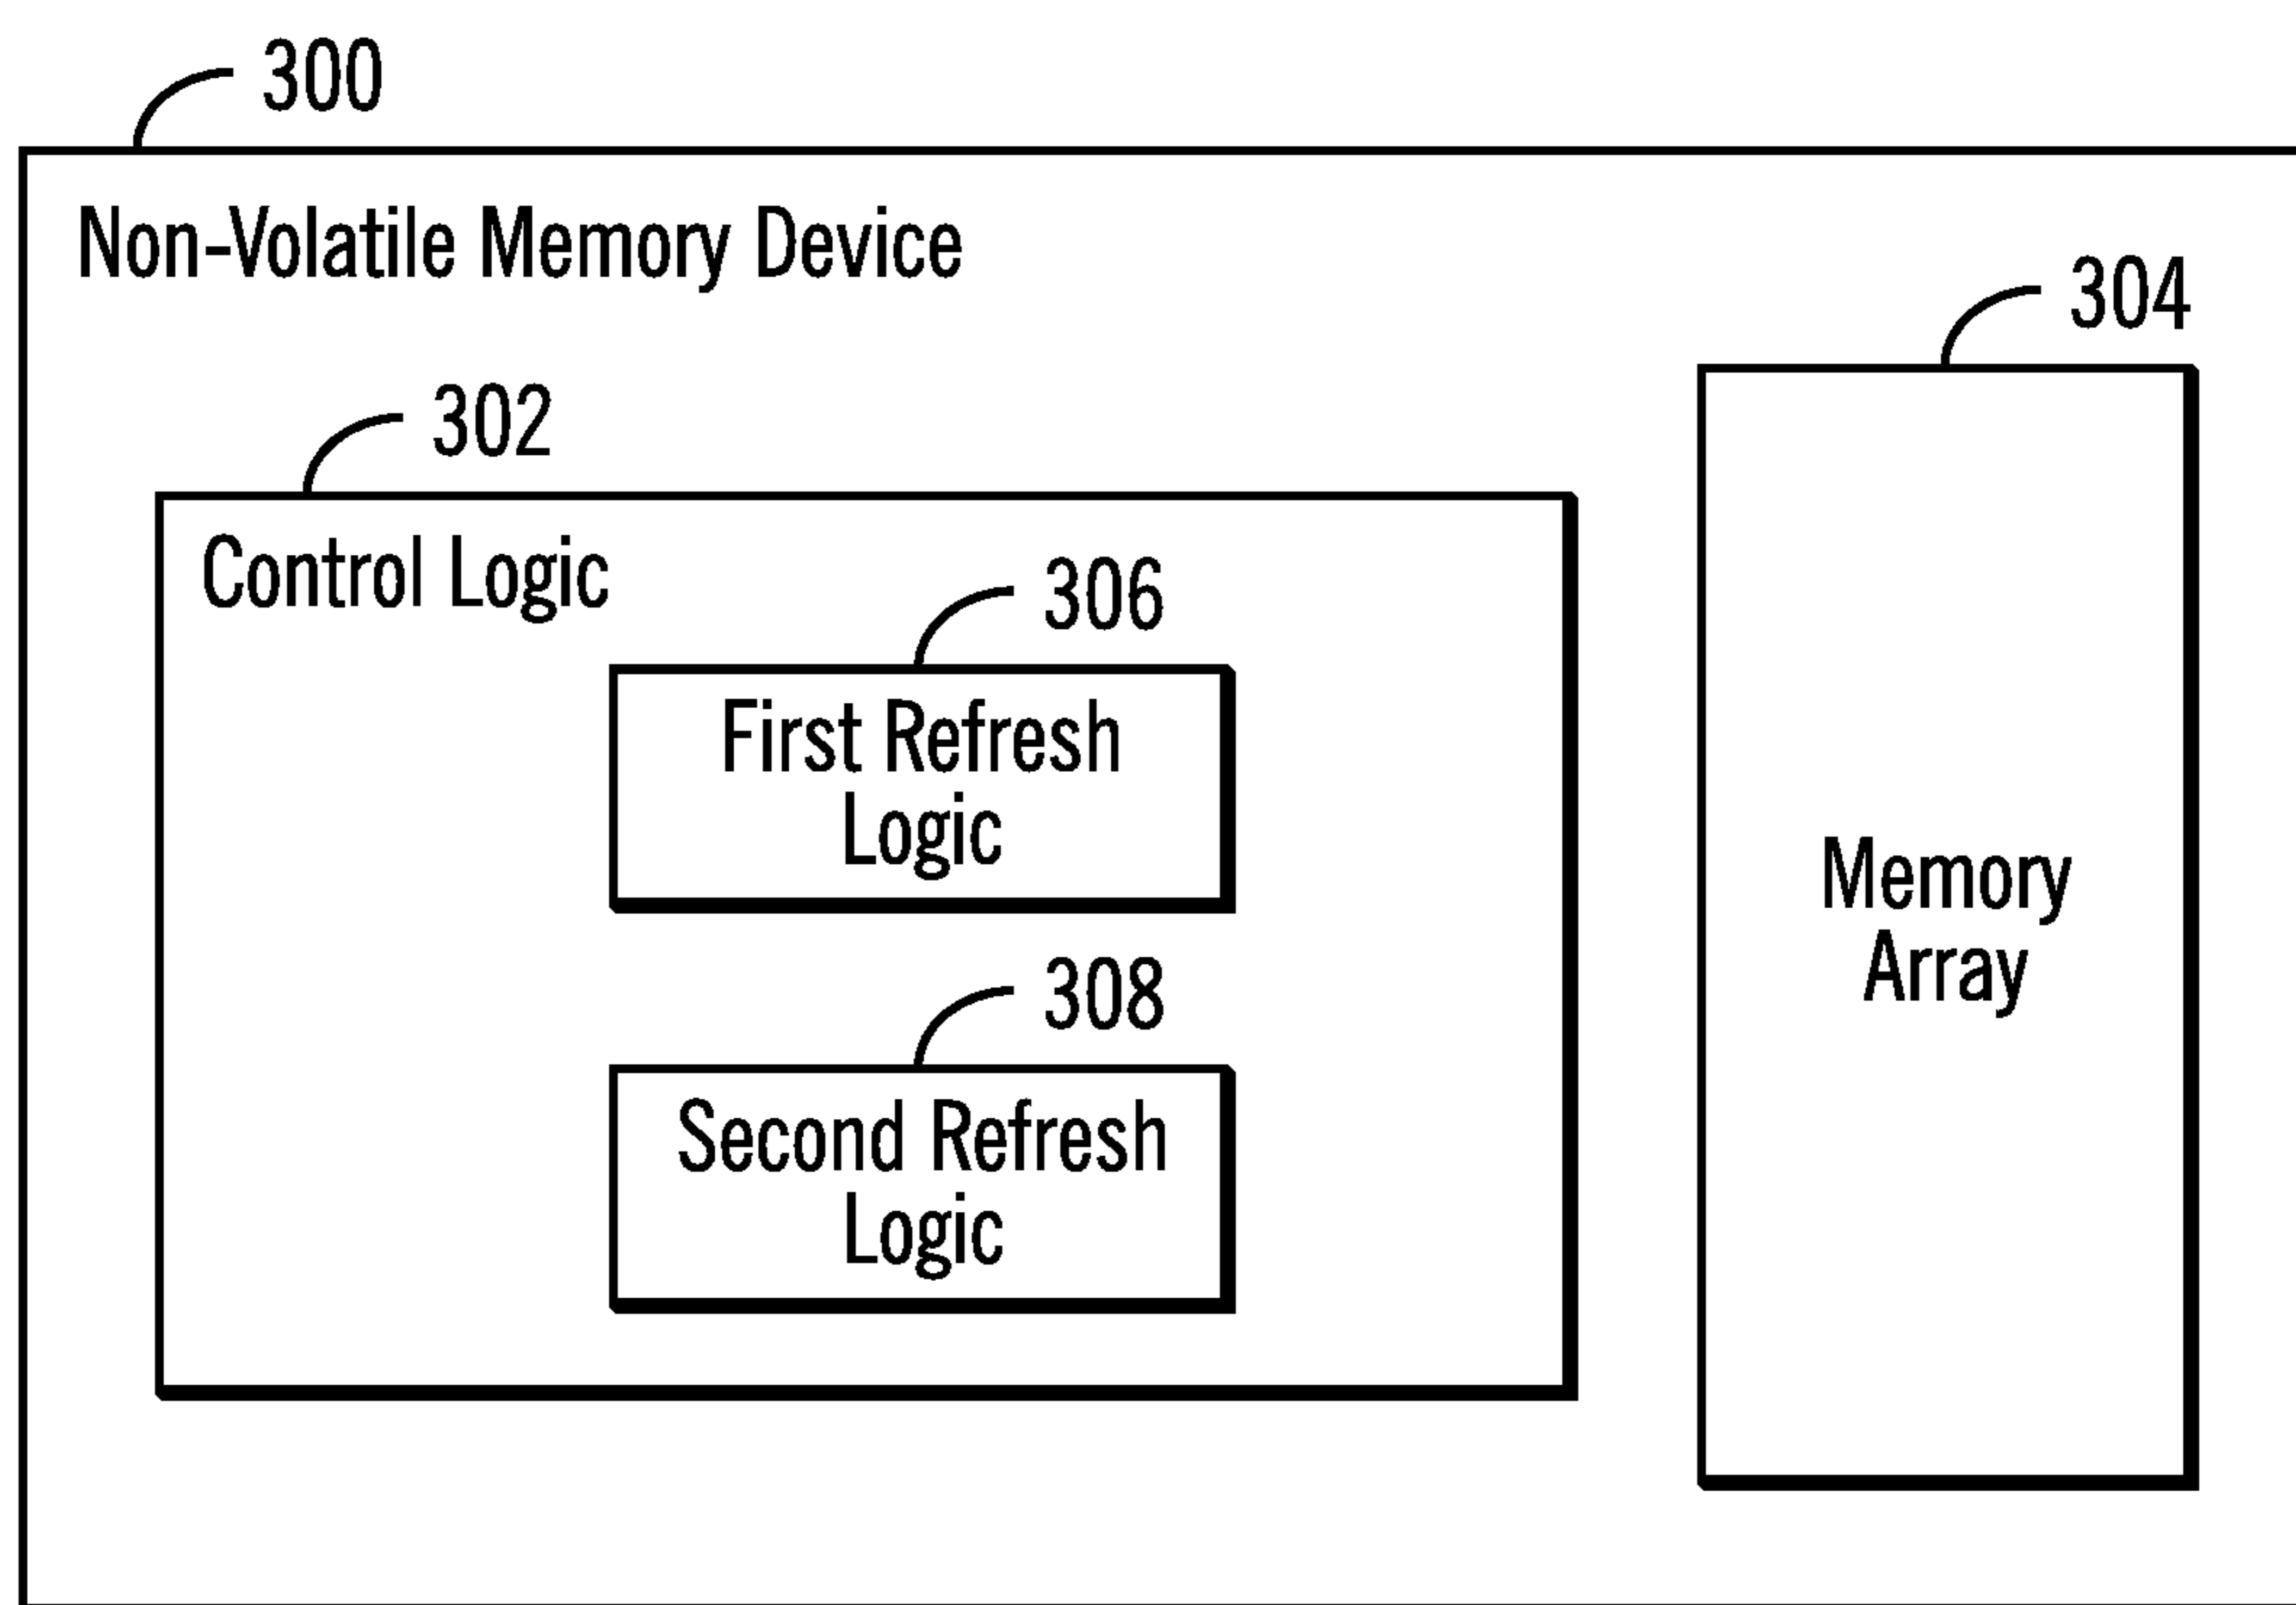 300
Non-Volatile Memory Device
304
302
Control Logic
306
First Refresh
Logic
Memory
Array
308
Second Refresh
Logic